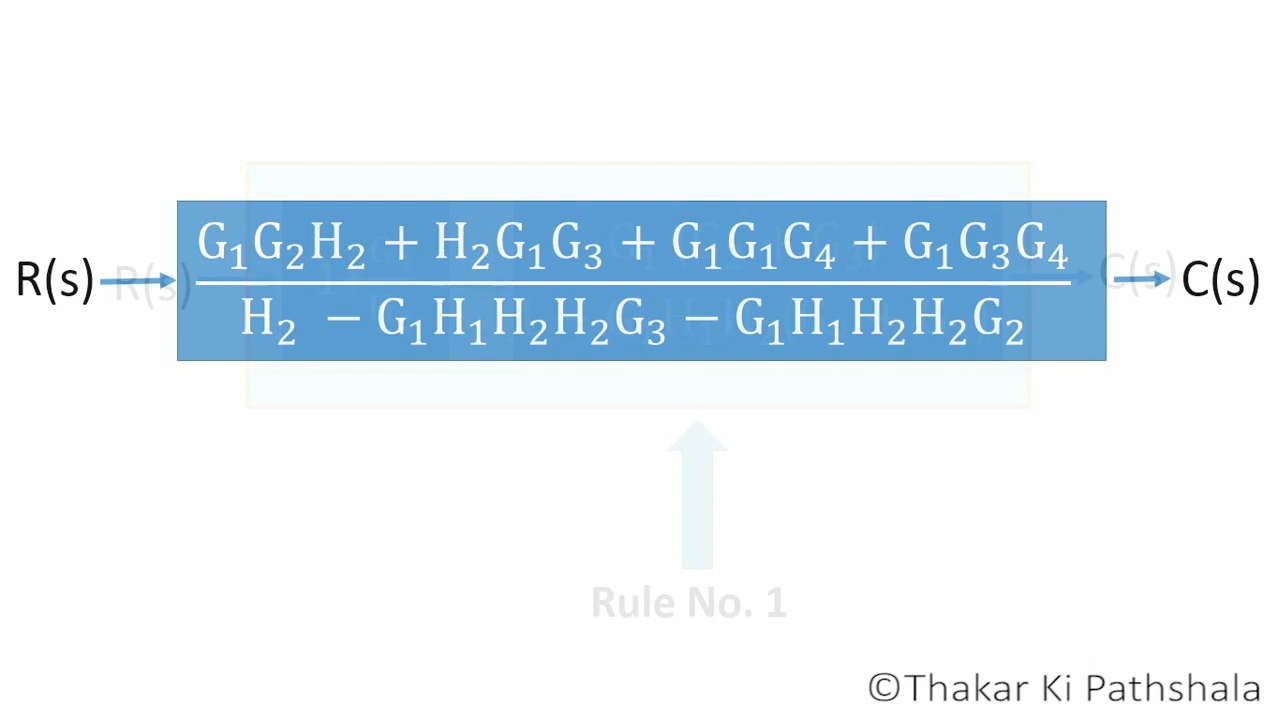 R(s) G₁G₂H₂ + H₂G₁G₃ + G₁G₁G₄ + G₁G₃G₄ C(s)
H₂ − G₁H₁H₂H₂G₃ − G₁H₁H₂H₂G₂
R(s) C(s)
Rule No. 1
©Thakar Ki Pathshala